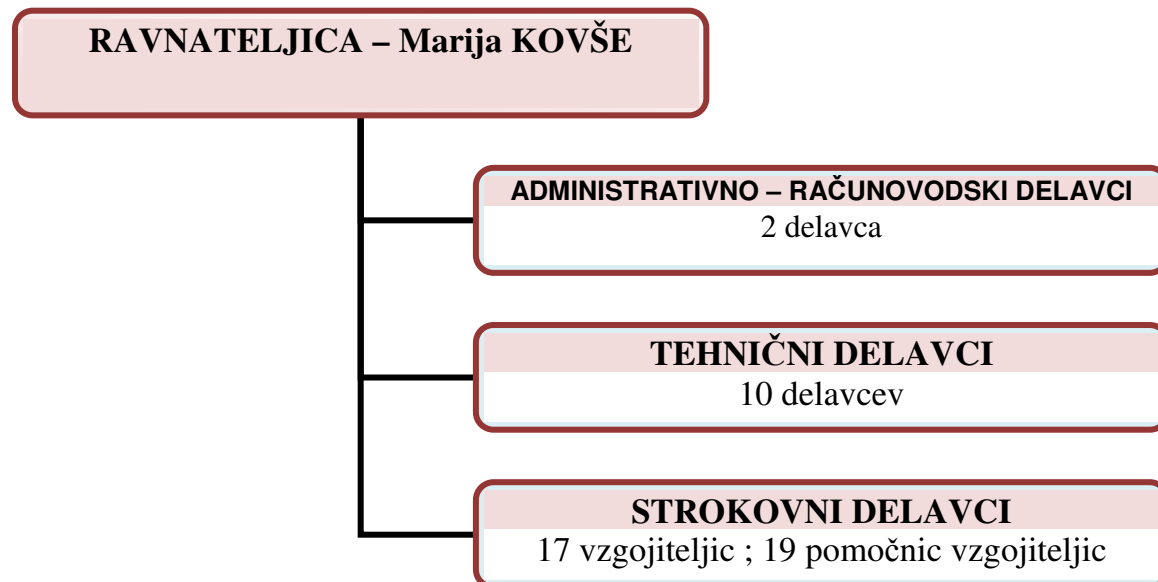 RAVNATELJICA – Marija KOVŠE
ADMINISTRATIVNO – RAČUNOVODSKI DELAVCI
2 delavca
TEHNIČNI DELAVCI
10 delavcev
STROKOVNI DELAVCI
17 vzgojiteljic ; 19 pomočnic vzgojiteljic